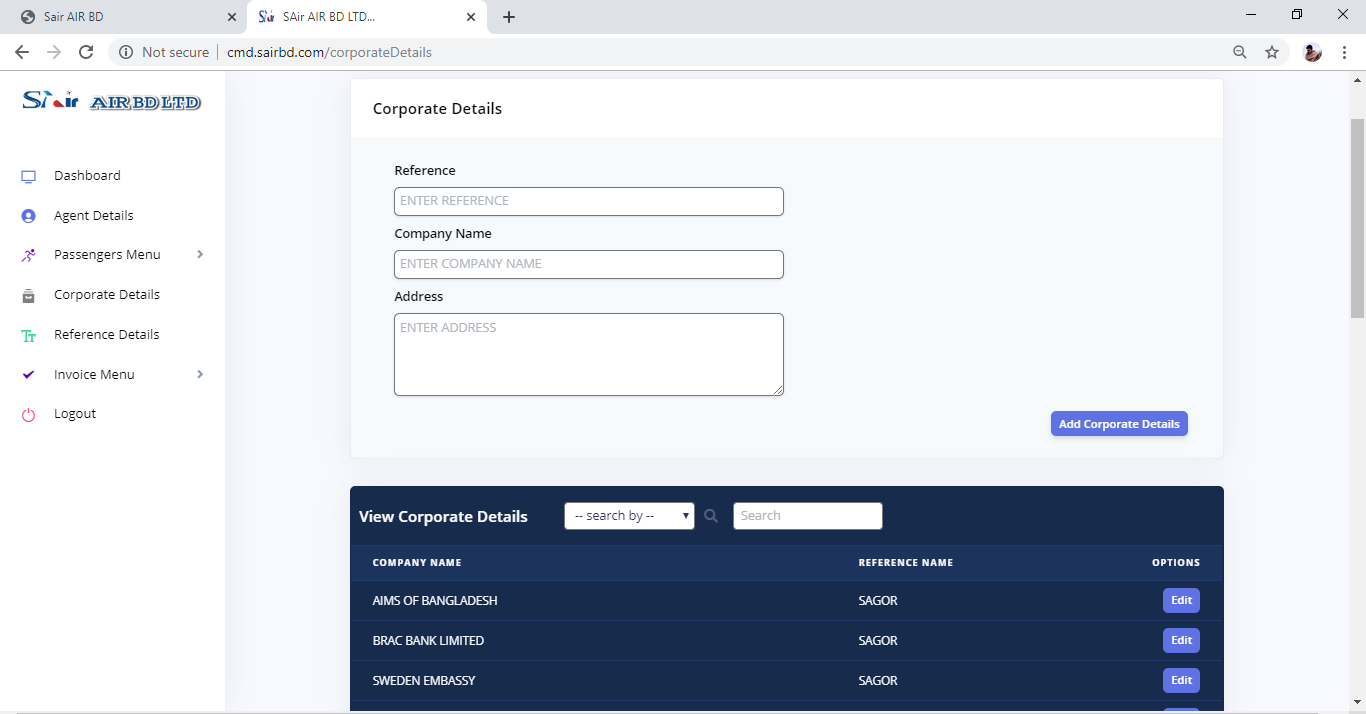 Sair AIR BD
SAir AIR BD LTD...
Not secure
cmd.sairbd.com/corporateDetails
SAir AIR BD LTD
Dashboard
Agent Details
Passengers Menu
Corporate Details
Reference Details
Invoice Menu
Logout
Corporate Details
Reference
ENTER REFERENCE
Company Name
ENTER COMPANY NAME
Address
ENTER ADDRESS
Add Corporate Details
View Corporate Details -- search by -- Search
COMPANY NAME REFERENCE NAME OPTIONS
AIMS OF BANGLADESH SAGOR Edit
BRAC BANK LIMITED SAGOR Edit
SWEDEN EMBASSY SAGOR Edit